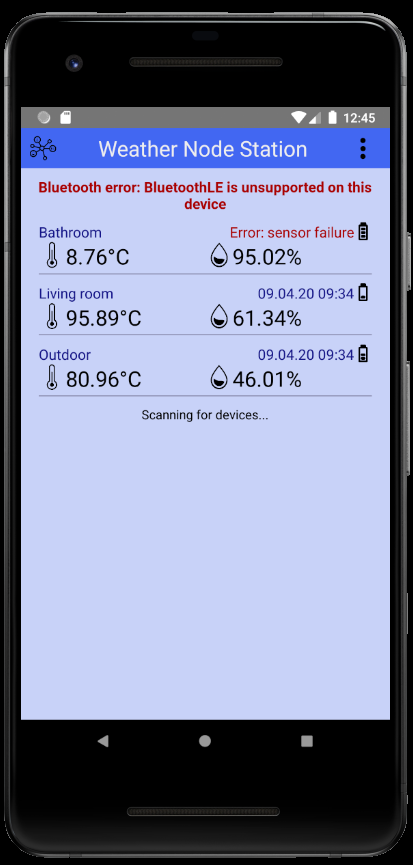 12:45
Weather Node Station
Bluetooth error: BluetoothLE is unsupported on this
device
Bathroom Error: sensor failure
8.76°C 95.02%
Living room 09.04.20 09:34
95.89°C 61.34%
Outdoor 09.04.20 09:34
80.96°C 46.01%
Scanning for devices...